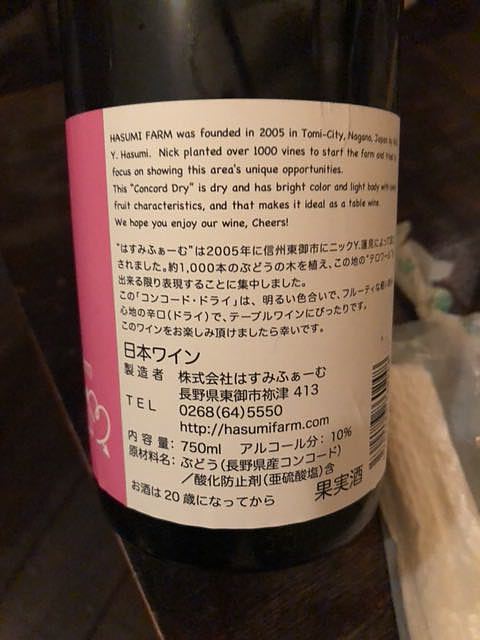 HASUMI FARM was founded in 2005 in Tomi-City, Nagano, Japan by
Y. Hasumi. Nick planted over 1000 vines to start the farm and tried
focus on showing this area's unique opportunities.
This "Concord Dry" is dry and has bright color and light body with
fruit characteristics, and that makes it ideal as a table wine.
We hope you enjoy our wine, Cheers!
"はすみふぁーむ"は2005年に信州東御市にニックY.蓮見によって
されました。約1,000本のぶどうの木を植え、この地の"テロワール"
出来る限り表現することに集中しました。
この「コンコード・ドライ」は、明るい色合いで、フルーティな軽い
心地の辛口(ドライ)で、テーブルワインにぴったりです。
このワインをお楽しみ頂けましたら幸いです。
日本ワイン
製造者 株式会社はすみふぁーむ
長野県東御市祢津 413
TEL 0268(64)5550
http://hasumifarm.com
内容量: 750ml アルコール分: 10%
原材料名: ぶどう(長野県産コンコード)
/酸化防止剤(亜硫酸塩)含
お酒は20歳になってから 果実酒